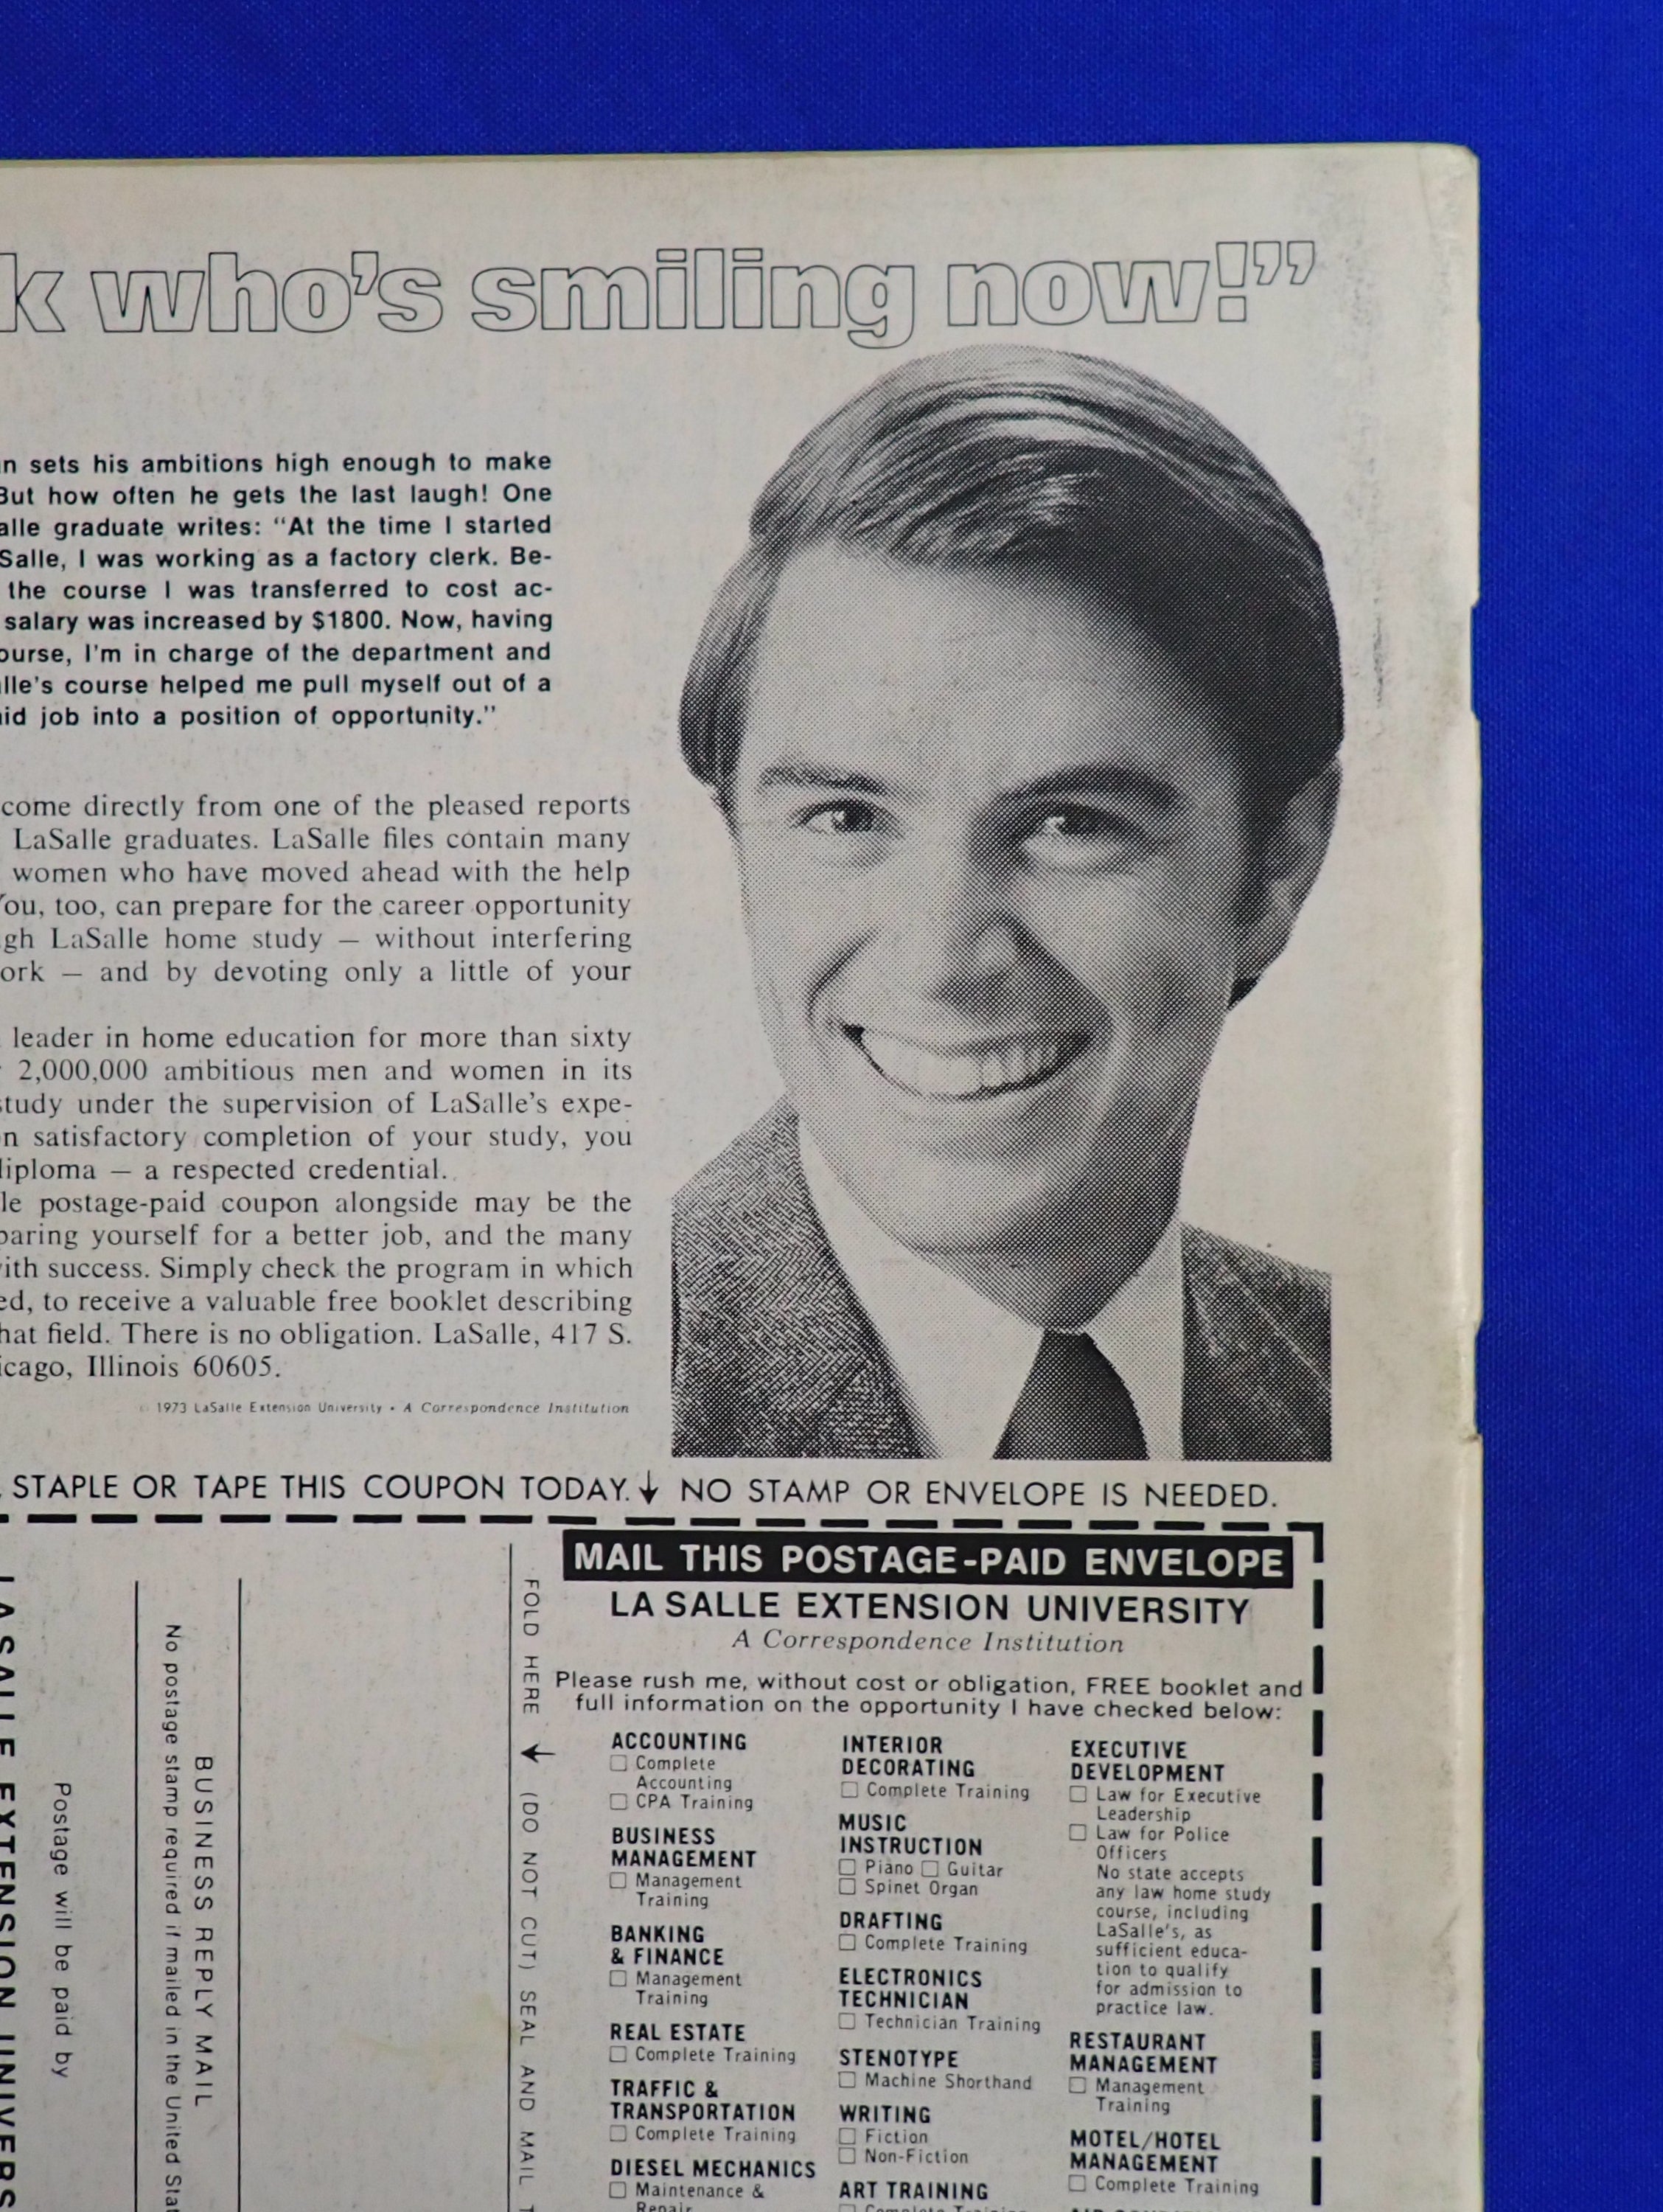 k who's smiling now!”
n sets his ambitions high enough to make
But how often he gets the last laugh! One
alle graduate writes: “At the time I started
Salle, I was working as a factory clerk. Be-
the course I was transferred to cost ac-
salary was increased by $1800. Now, having
ourse, I'm in charge of the department and
lle's course helped me pull myself out of a
id job into a position of opportunity.”
come directly from one of the pleased reports
LaSalle graduates. LaSalle files contain many
women who have moved ahead with the help
You, too, can prepare for the career opportunity
gh LaSalle home study — without interfering
ork — and by devoting only a little of your
leader in home education for more than sixty
2,000,000 ambitious men and women in its
study under the supervision of LaSalle's expe-
n satisfactory completion of your study, you
diploma — a respected credential.
le postage-paid coupon alongside may be the
paring yourself for a better job, and the many
with success. Simply check the program in which
ed, to receive a valuable free booklet describing
hat field. There is no obligation. LaSalle, 417 S.
icago, Illinois 60605.
1973 LaSalle Extension University • A Correspondence Institution
STAPLE OR TAPE THIS COUPON TODAY. NO STAMP OR ENVELOPE IS NEEDED.
LA SALLE EXTENSION UNIVERS
Postage will be paid by
No postage stamp required if mailed in the United Stat
BUSINESS REPLY MAIL
FOLD HERE (DO NOT CUT) SEAL AND MAIL
MAIL THIS POSTAGE-PAID ENVELOPE
LA SALLE EXTENSION UNIVERSITY
A Correspondence Institution
Please rush me, without cost or obligation, FREE booklet and
full information on the opportunity I have checked below:
ACCOUNTING
Complete
Accounting
CPA Training
BUSINESS
MANAGEMENT
Management
Training
BANKING
& FINANCE
Management
Training
REAL ESTATE
Complete Training
TRAFFIC &
TRANSPORTATION
Complete Training
DIESEL MECHANICS
Maintenance &
Repair
INTERIOR
DECORATING
Complete Training
MUSIC
INSTRUCTION
Piano Guitar
Spinet Organ
DRAFTING
Complete Training
ELECTRONICS
TECHNICIAN
Technician Training
STENOTYPE
Machine Shorthand
WRITING
Fiction
Non-Fiction
ART TRAINING
Complete Training
EXECUTIVE
DEVELOPMENT
Law for Executive
Leadership
Law for Police
Officers
No state accepts
any law home study
course, including
LaSalle's, as
sufficient educa-
tion to qualify
for admission to
practice law.
RESTAURANT
MANAGEMENT
Management
Training
MOTEL/HOTEL
MANAGEMENT
Complete Training